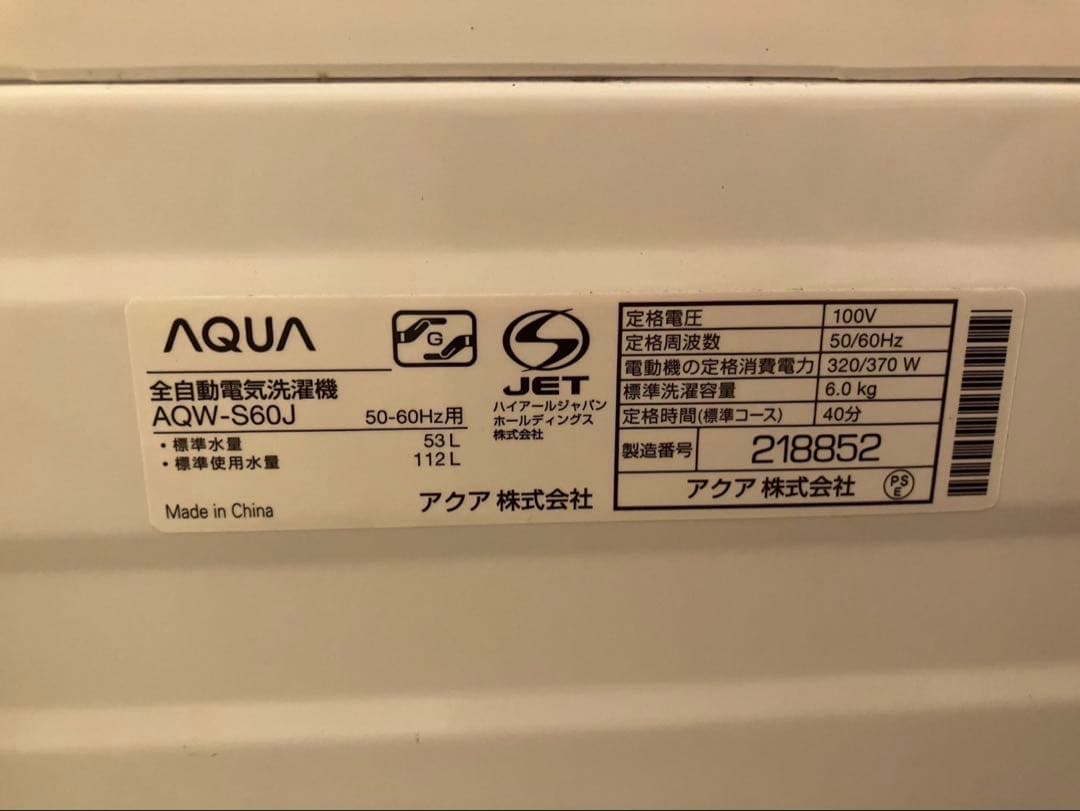 AQUA
G
全自動電気洗濯機
AQW-S60J 50-60Hz用
・標準水量 53L
・標準使用水量 112L
Made in China
アクア 株式会社
JET
ハイアールジャパン
ホールディングス
株式会社
定格電圧 100V
定格周波数 50/60Hz
電動機の定格消費電力 320/370 W
標準洗濯容量 6.0 kg
定格時間(標準コース) 40分
製造番号 218852
アクア 株式会社
PS
E